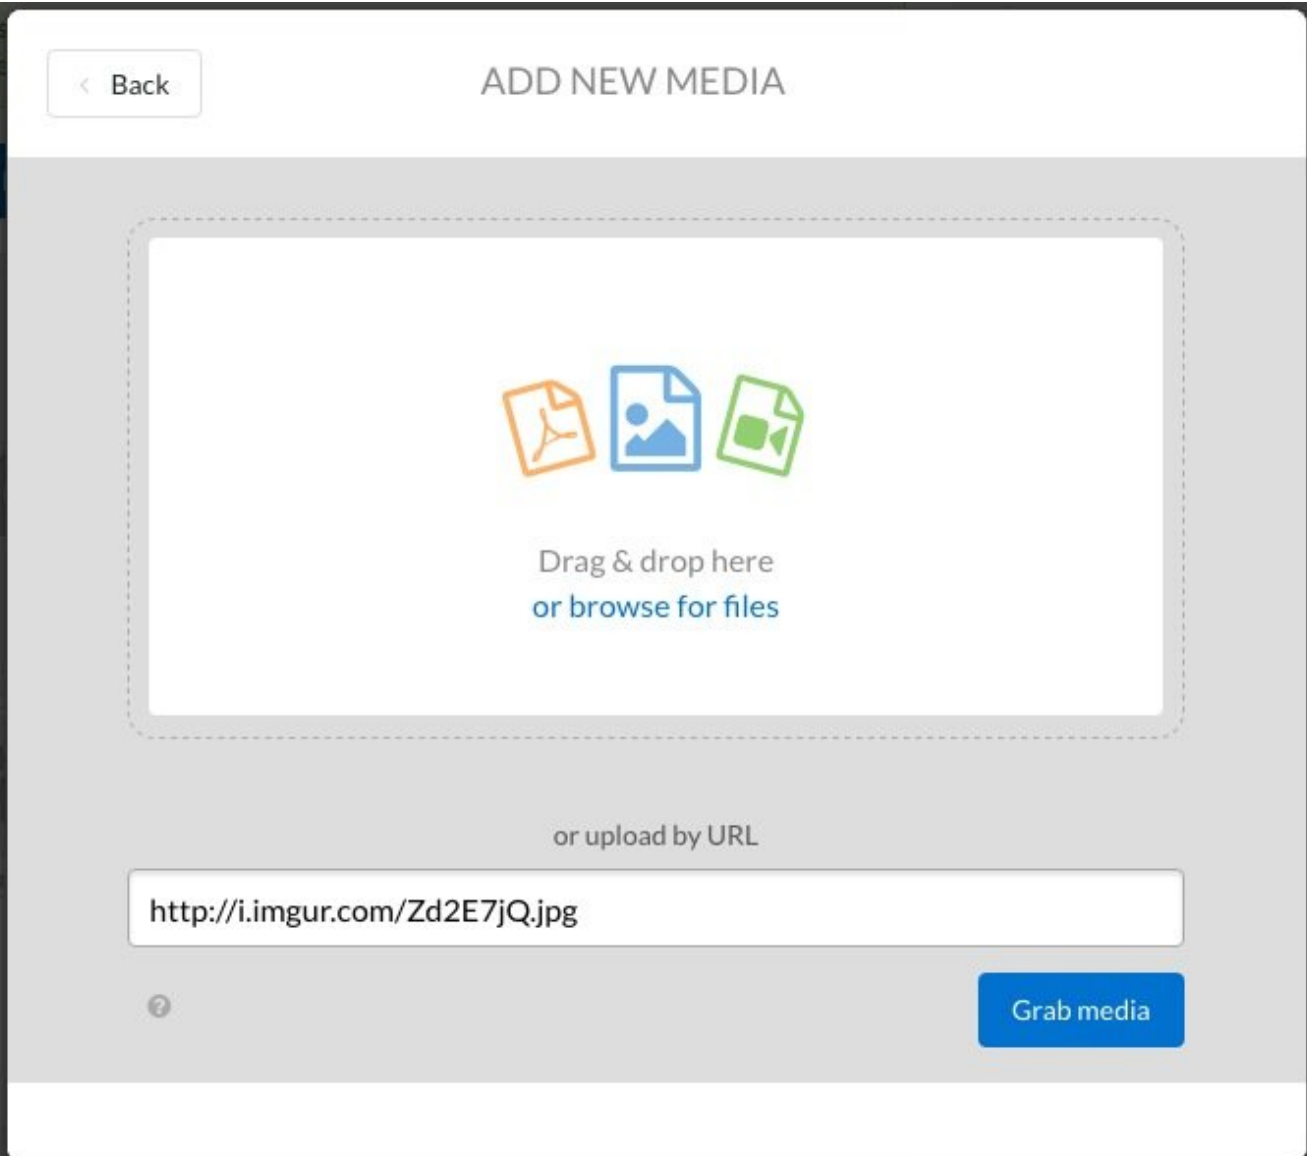 Back
ADD NEW MEDIA
Drag & drop here
or browse for files
or upload by URL
http://i.imgur.com/Zd2E7jQ.jpg
?
Grab media